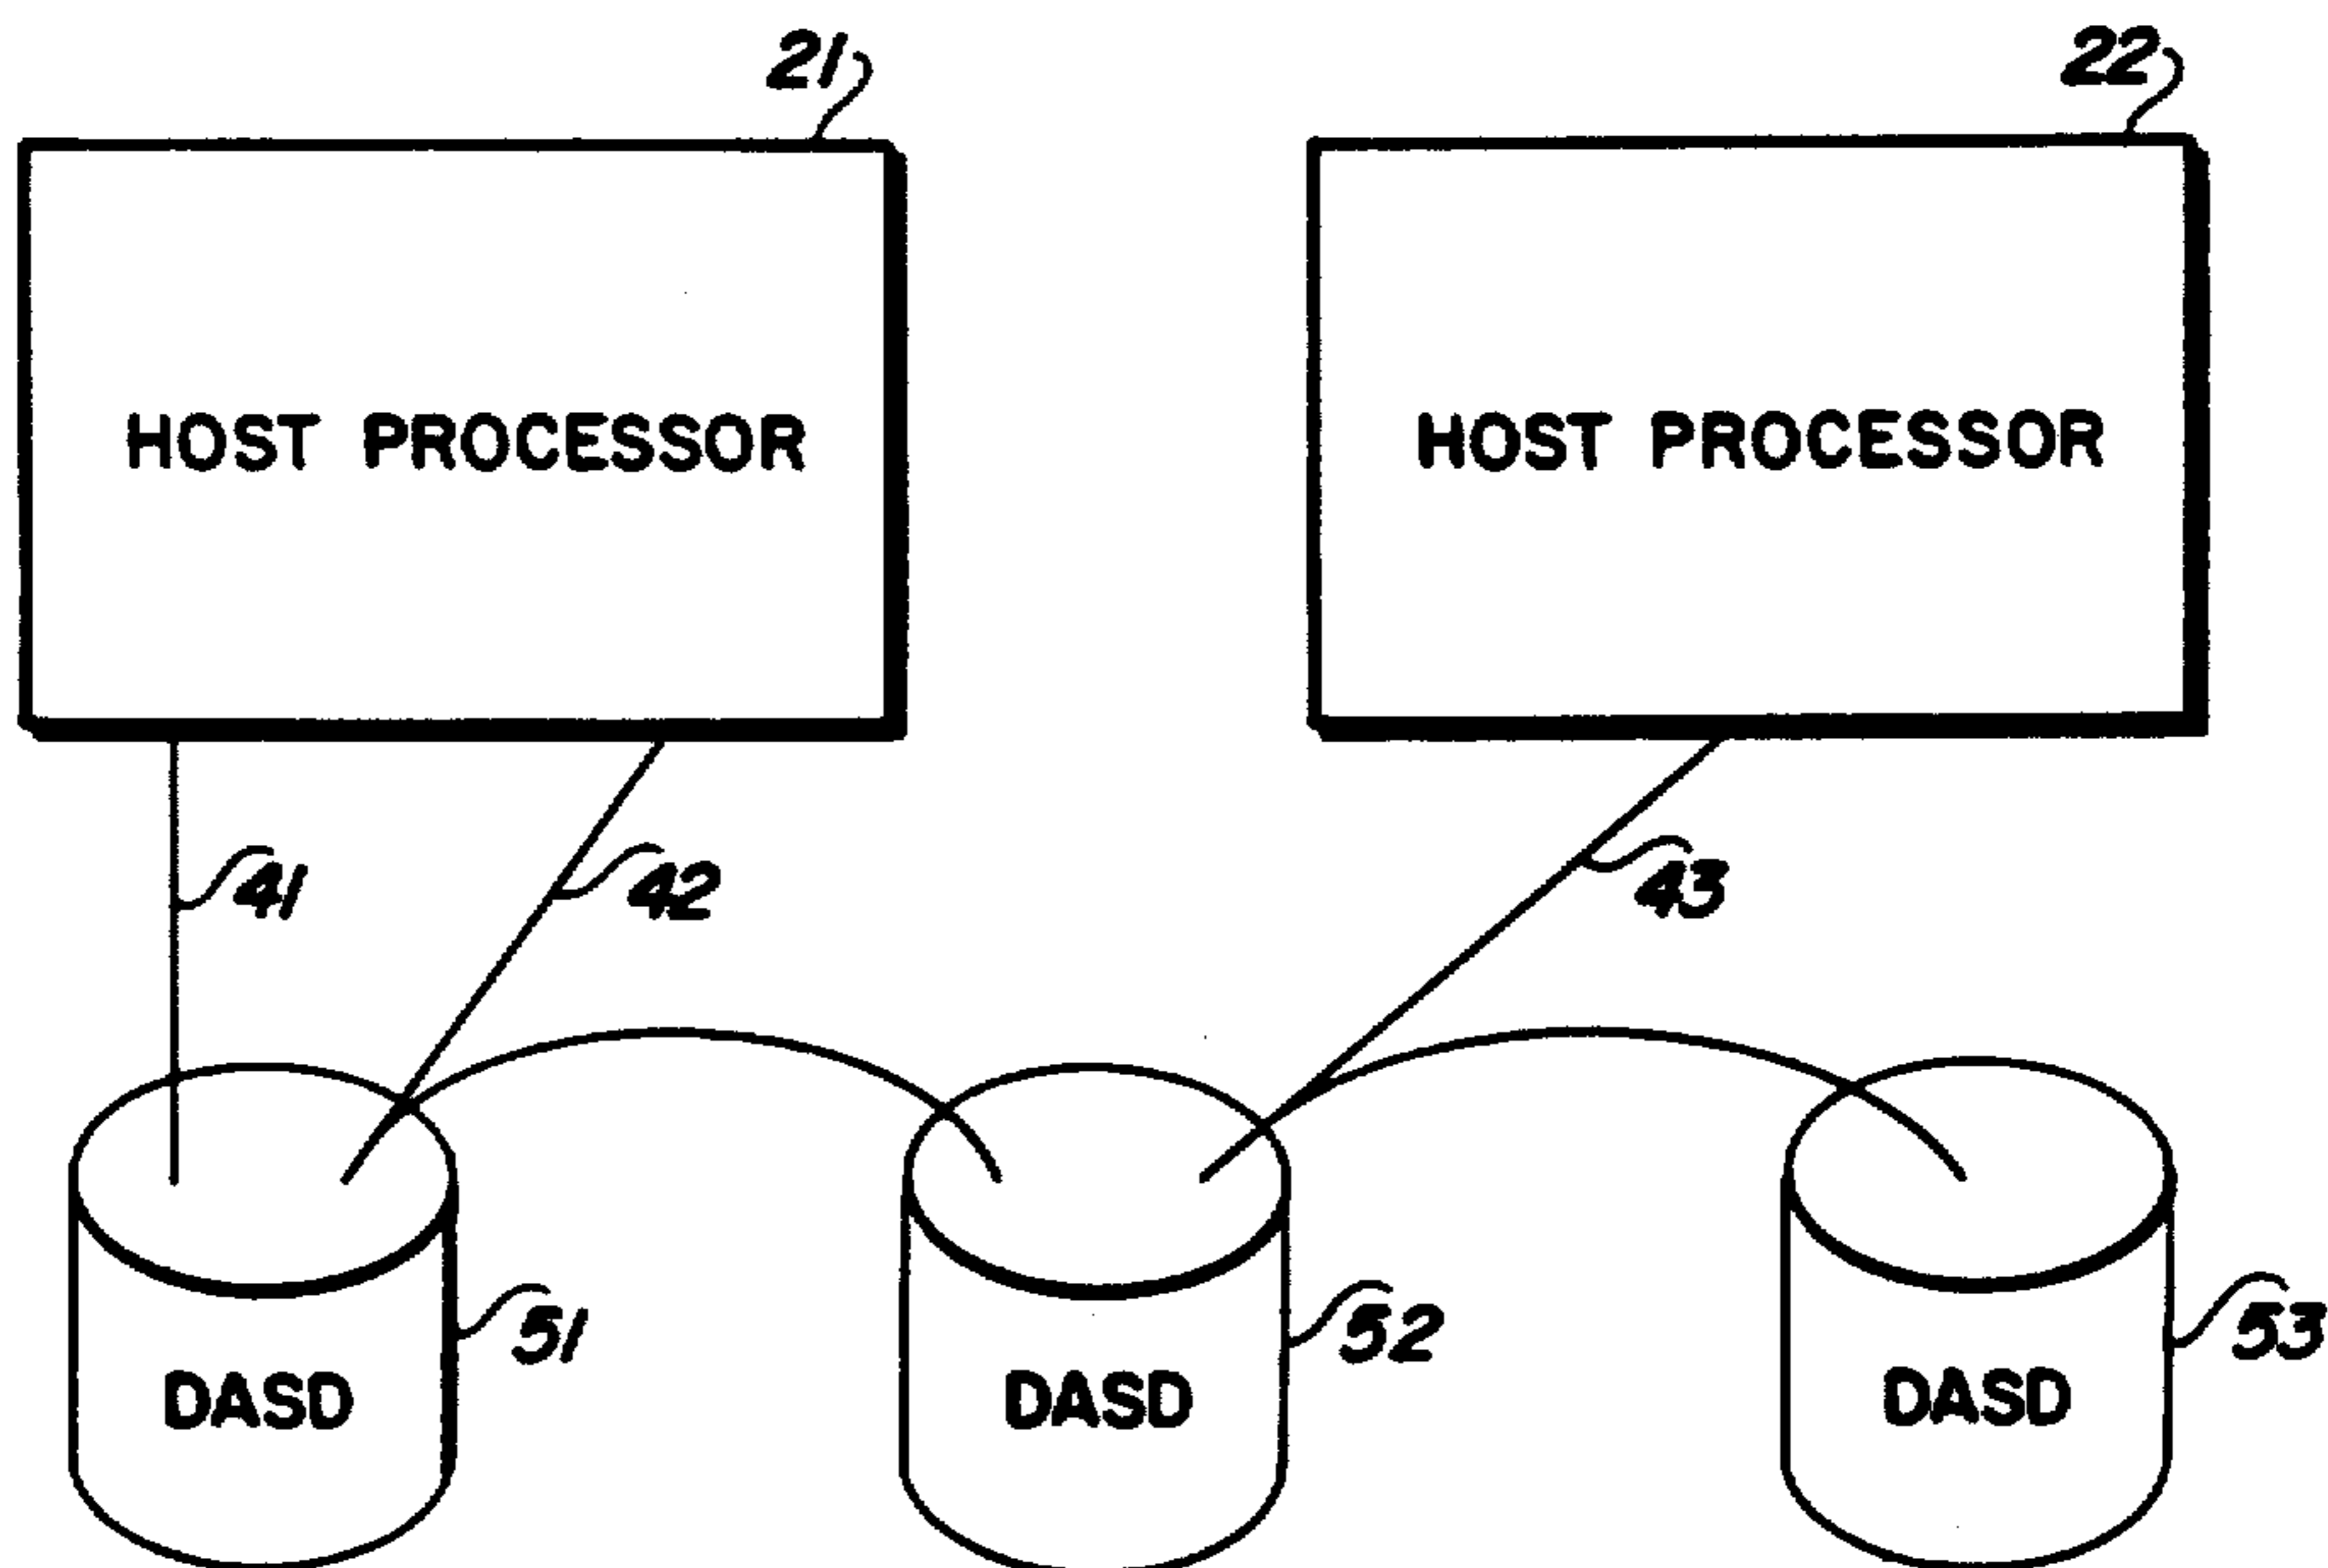 21
22
HOST PROCESSOR
HOST PROCESSOR
41
42
43
51
52
53
DASD
DASD
DASD